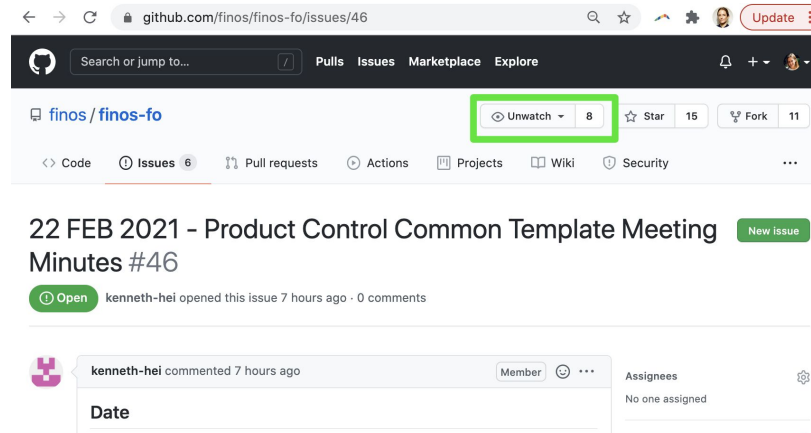 github.com/finos/finos-fo/issues/46
Update
Search or jump to... / Pulls Issues Marketplace Explore
finos / finos-fo Unwatch 8 Star 15 Fork 11
Code Issues 6 Pull requests Actions Projects Wiki Security
22 FEB 2021 - Product Control Common Template Meeting
Minutes #46
New issue
Open kenneth-hei opened this issue 7 hours ago · 0 comments
kenneth-hei commented 7 hours ago Member
Assignees
No one assigned
Date